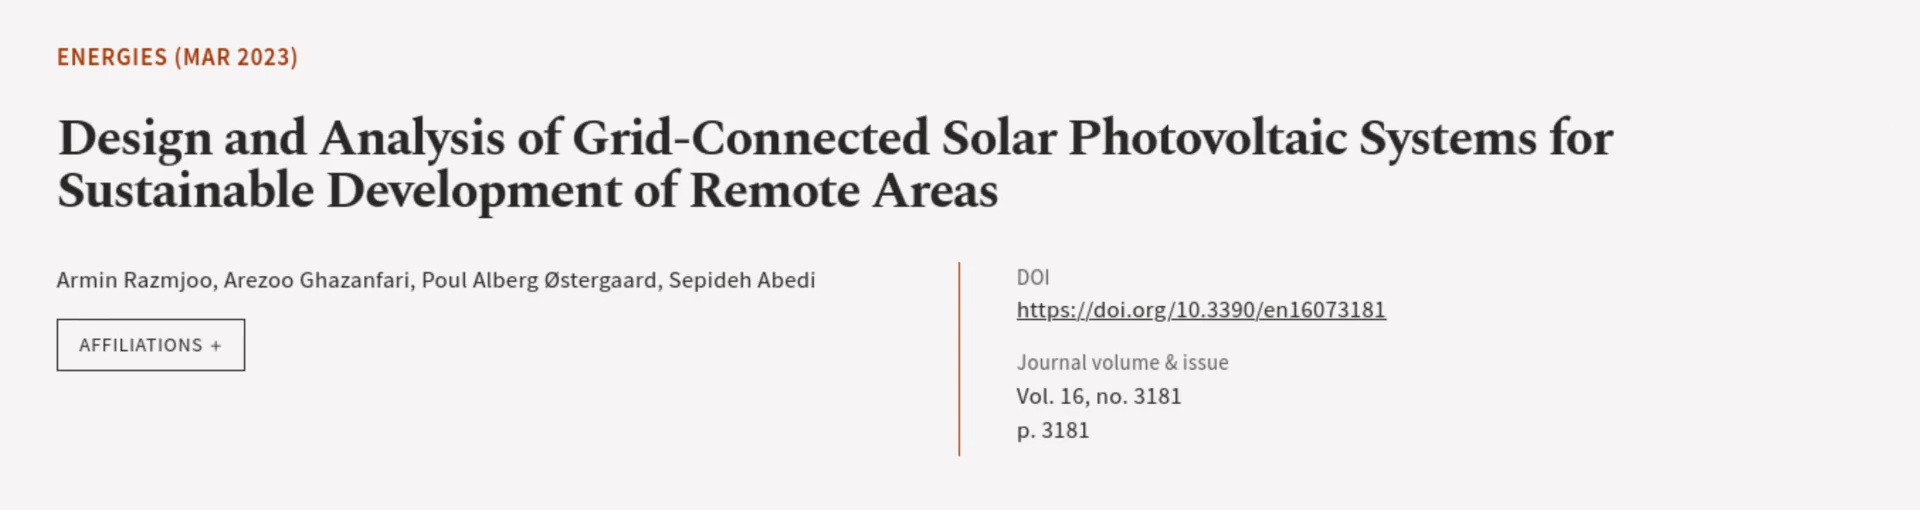 ENERGIES (MAR 2023)
Design and Analysis of Grid-Connected Solar Photovoltaic Systems for
Sustainable Development of Remote Areas
Armin Razmjoo, Arezoo Ghazanfari, Poul Alberg Østergaard, Sepideh Abedi
AFFILIATIONS +
DOI
https://doi.org/10.3390/en16073181
Journal volume & issue
Vol. 16, no. 3181
p. 3181